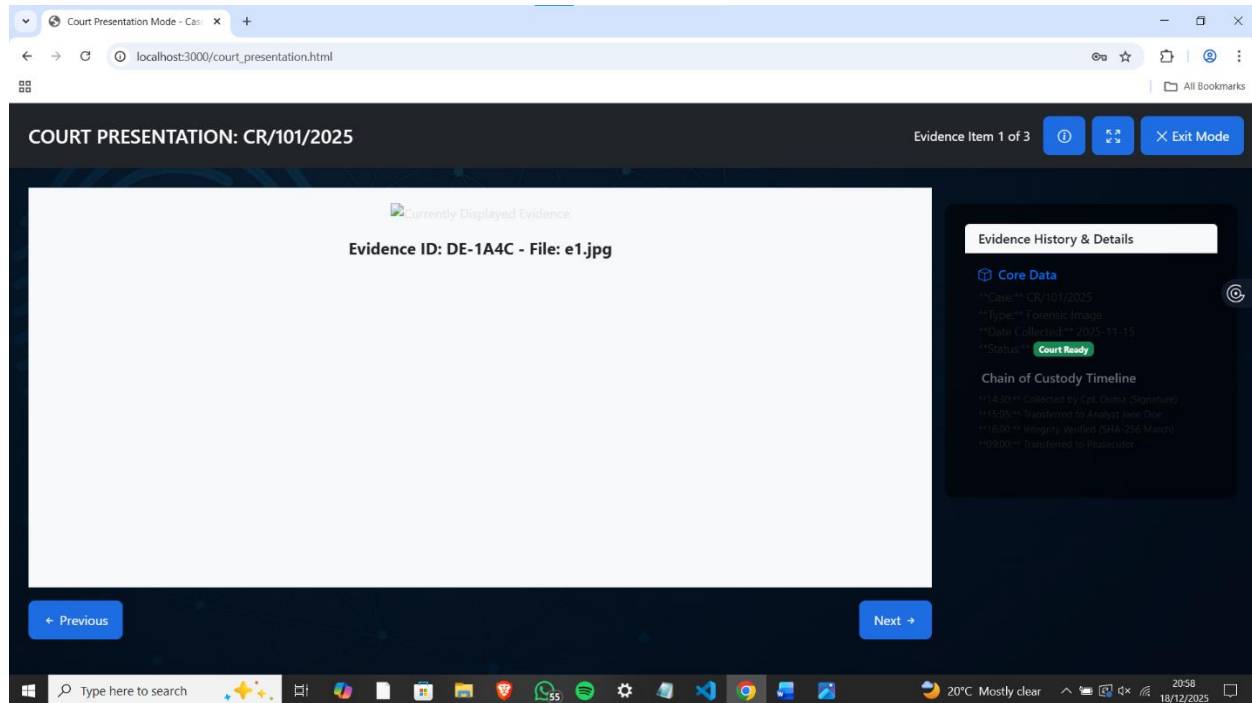 Court Presentation Mode - Cas
localhost:3000/court_presentation.html
All Bookmarks
COURT PRESENTATION: CR/101/2025
Evidence Item 1 of 3
Exit Mode
Currently Displayed Evidence
Evidence ID: DE-1A4C - File: e1.jpg
Evidence History & Details
Core Data
**Case:** CR/101/2025
**Type:** Forensic Image
**Date Collected:** 2025-11-15
**Status:** Court Ready
Chain of Custody Timeline
**14:30:** Collected by Cpl. Ouma (Signature)
**15:05:** Transferred to Analyst Jane Doe
**16:00:** Integrity Verified (SHA-256 Match)
**09:00:** Transferred to Prosecutor
← Previous
Next →
Type here to search
55
20°C Mostly clear
20:58
18/12/2025